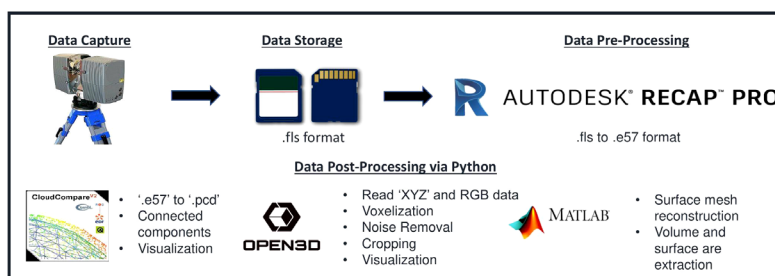 Data Capture
Data Storage
Data Pre-Processing
R
AUTODESK® RECAP™ PRO
.fls format
.fls to .e57 format
Data Post-Processing via Python
CloudCompare V2
• '.e57' to '.pcd'
• Connected
components
• Visualization
OPEN3D
• Read 'XYZ' and RGB data
• Voxelization
• Noise Removal
• Cropping
• Visualization
MATLAB
• Surface mesh
reconstruction
• Volume and
surface are
extraction